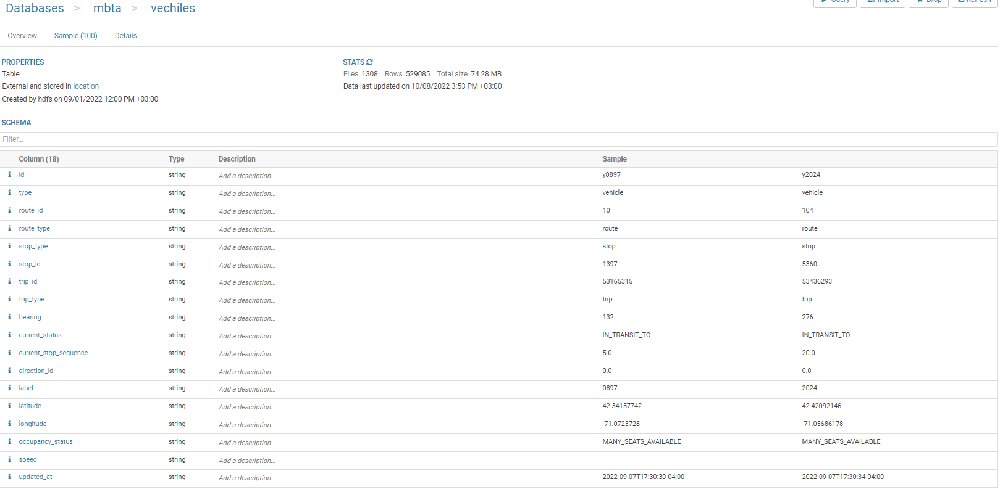 Databases > mbta > vechiles
Query Import Drop Refresh
Overview Sample (100) Details
PROPERTIES
Table
External and stored in location
Created by hdfs on 09/01/2022 12:00 PM +03:00
STATS
Files 1308 Rows 529085 Total size 74.28 MB
Data last updated on 10/08/2022 3:53 PM +03:00
SCHEMA
Filter...
Column (18) Type Description Sample
id string Add a description... y0897 y2024
type string Add a description... vehicle vehicle
route_id string Add a description... 10 104
route_type string Add a description... route route
stop_type string Add a description... stop stop
stop_id string Add a description... 1397 5360
trip_id string Add a description... 53165315 53436293
trip_type string Add a description... trip trip
bearing string Add a description... 132 276
current_status string Add a description... IN_TRANSIT_TO IN_TRANSIT_TO
current_stop_sequence string Add a description... 5.0 20.0
direction_id string Add a description... 0.0 0.0
label string Add a description... 0897 2024
latitude string Add a description... 42.34157742 42.42092146
longitude string Add a description... -71.0723728 -71.05686178
occupancy_status string Add a description... MANY_SEATS_AVAILABLE MANY_SEATS_AVAILABLE
speed string Add a description...
updated_at string Add a description... 2022-09-07T17:30:30-04:00 2022-09-07T17:30:34-04:00